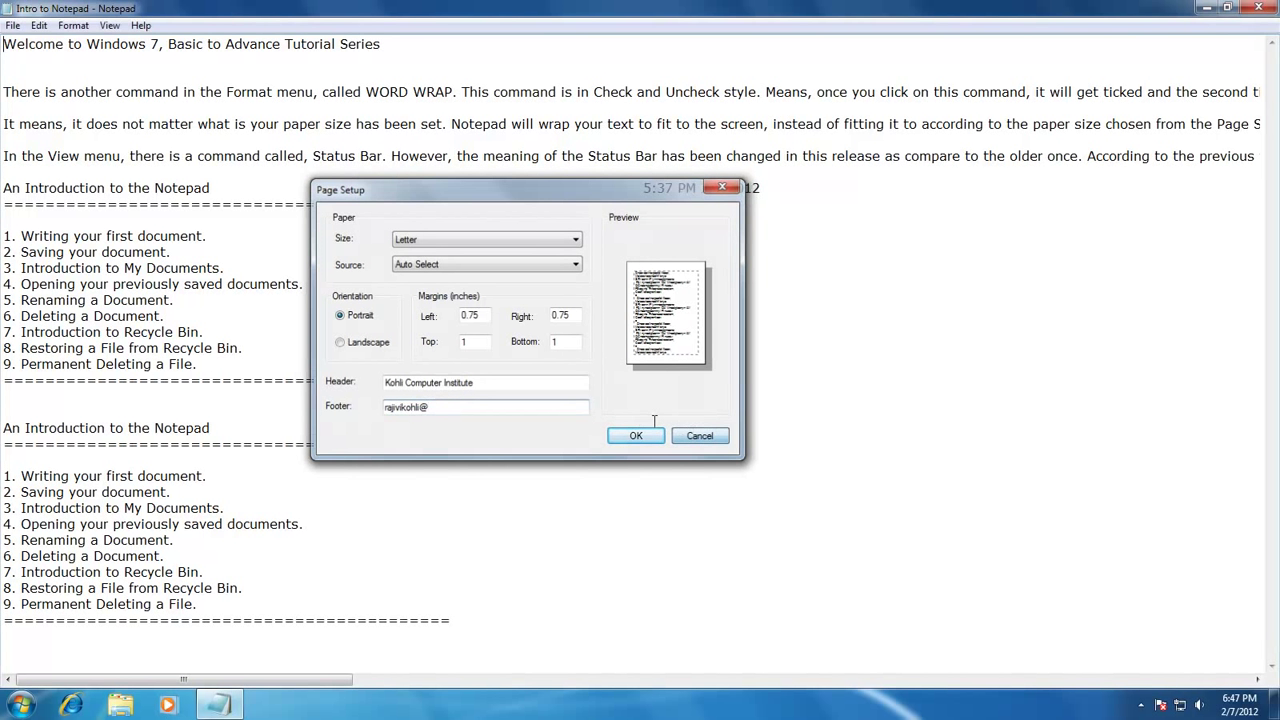 Intro to Notepad - Notepad
File Edit Format View Help
Welcome to Windows 7, Basic to Advance Tutorial Series
There is another command in the Format menu, called WORD WRAP. This command is in Check and Uncheck style. Means, once you click on this command, it will get ticked and the second t
It means, it does not matter what is your paper size has been set. Notepad will wrap your text to fit to the screen, instead of fitting it to according to the paper size chosen from the Page S
In the View menu, there is a command called, Status Bar. However, the meaning of the Status Bar has been changed in this release as compare to the older once. According to the previous
An Introduction to the Notepad 5:37 PM 12
=====================================
1. Writing your first document.
2. Saving your document.
3. Introduction to My Documents.
4. Opening your previously saved documents.
5. Renaming a Document.
6. Deleting a Document.
7. Introduction to Recycle Bin.
8. Restoring a File from Recycle Bin.
9. Permanent Deleting a File.
=====================================
An Introduction to the Notepad
=====================================
1. Writing your first document.
2. Saving your document.
3. Introduction to My Documents.
4. Opening your previously saved documents.
5. Renaming a Document.
6. Deleting a Document.
7. Introduction to Recycle Bin.
8. Restoring a File from Recycle Bin.
9. Permanent Deleting a File.
===========================================
Page Setup
Paper
Size: Letter
Source: Auto Select
Orientation
Portrait
Landscape
Margins (inches)
Left: 0.75 Right: 0.75
Top: 1 Bottom: 1
Header: Kohli Computer Institute
Footer: rajivikohli@
Preview
OK Cancel
6:47 PM
2/7/2012